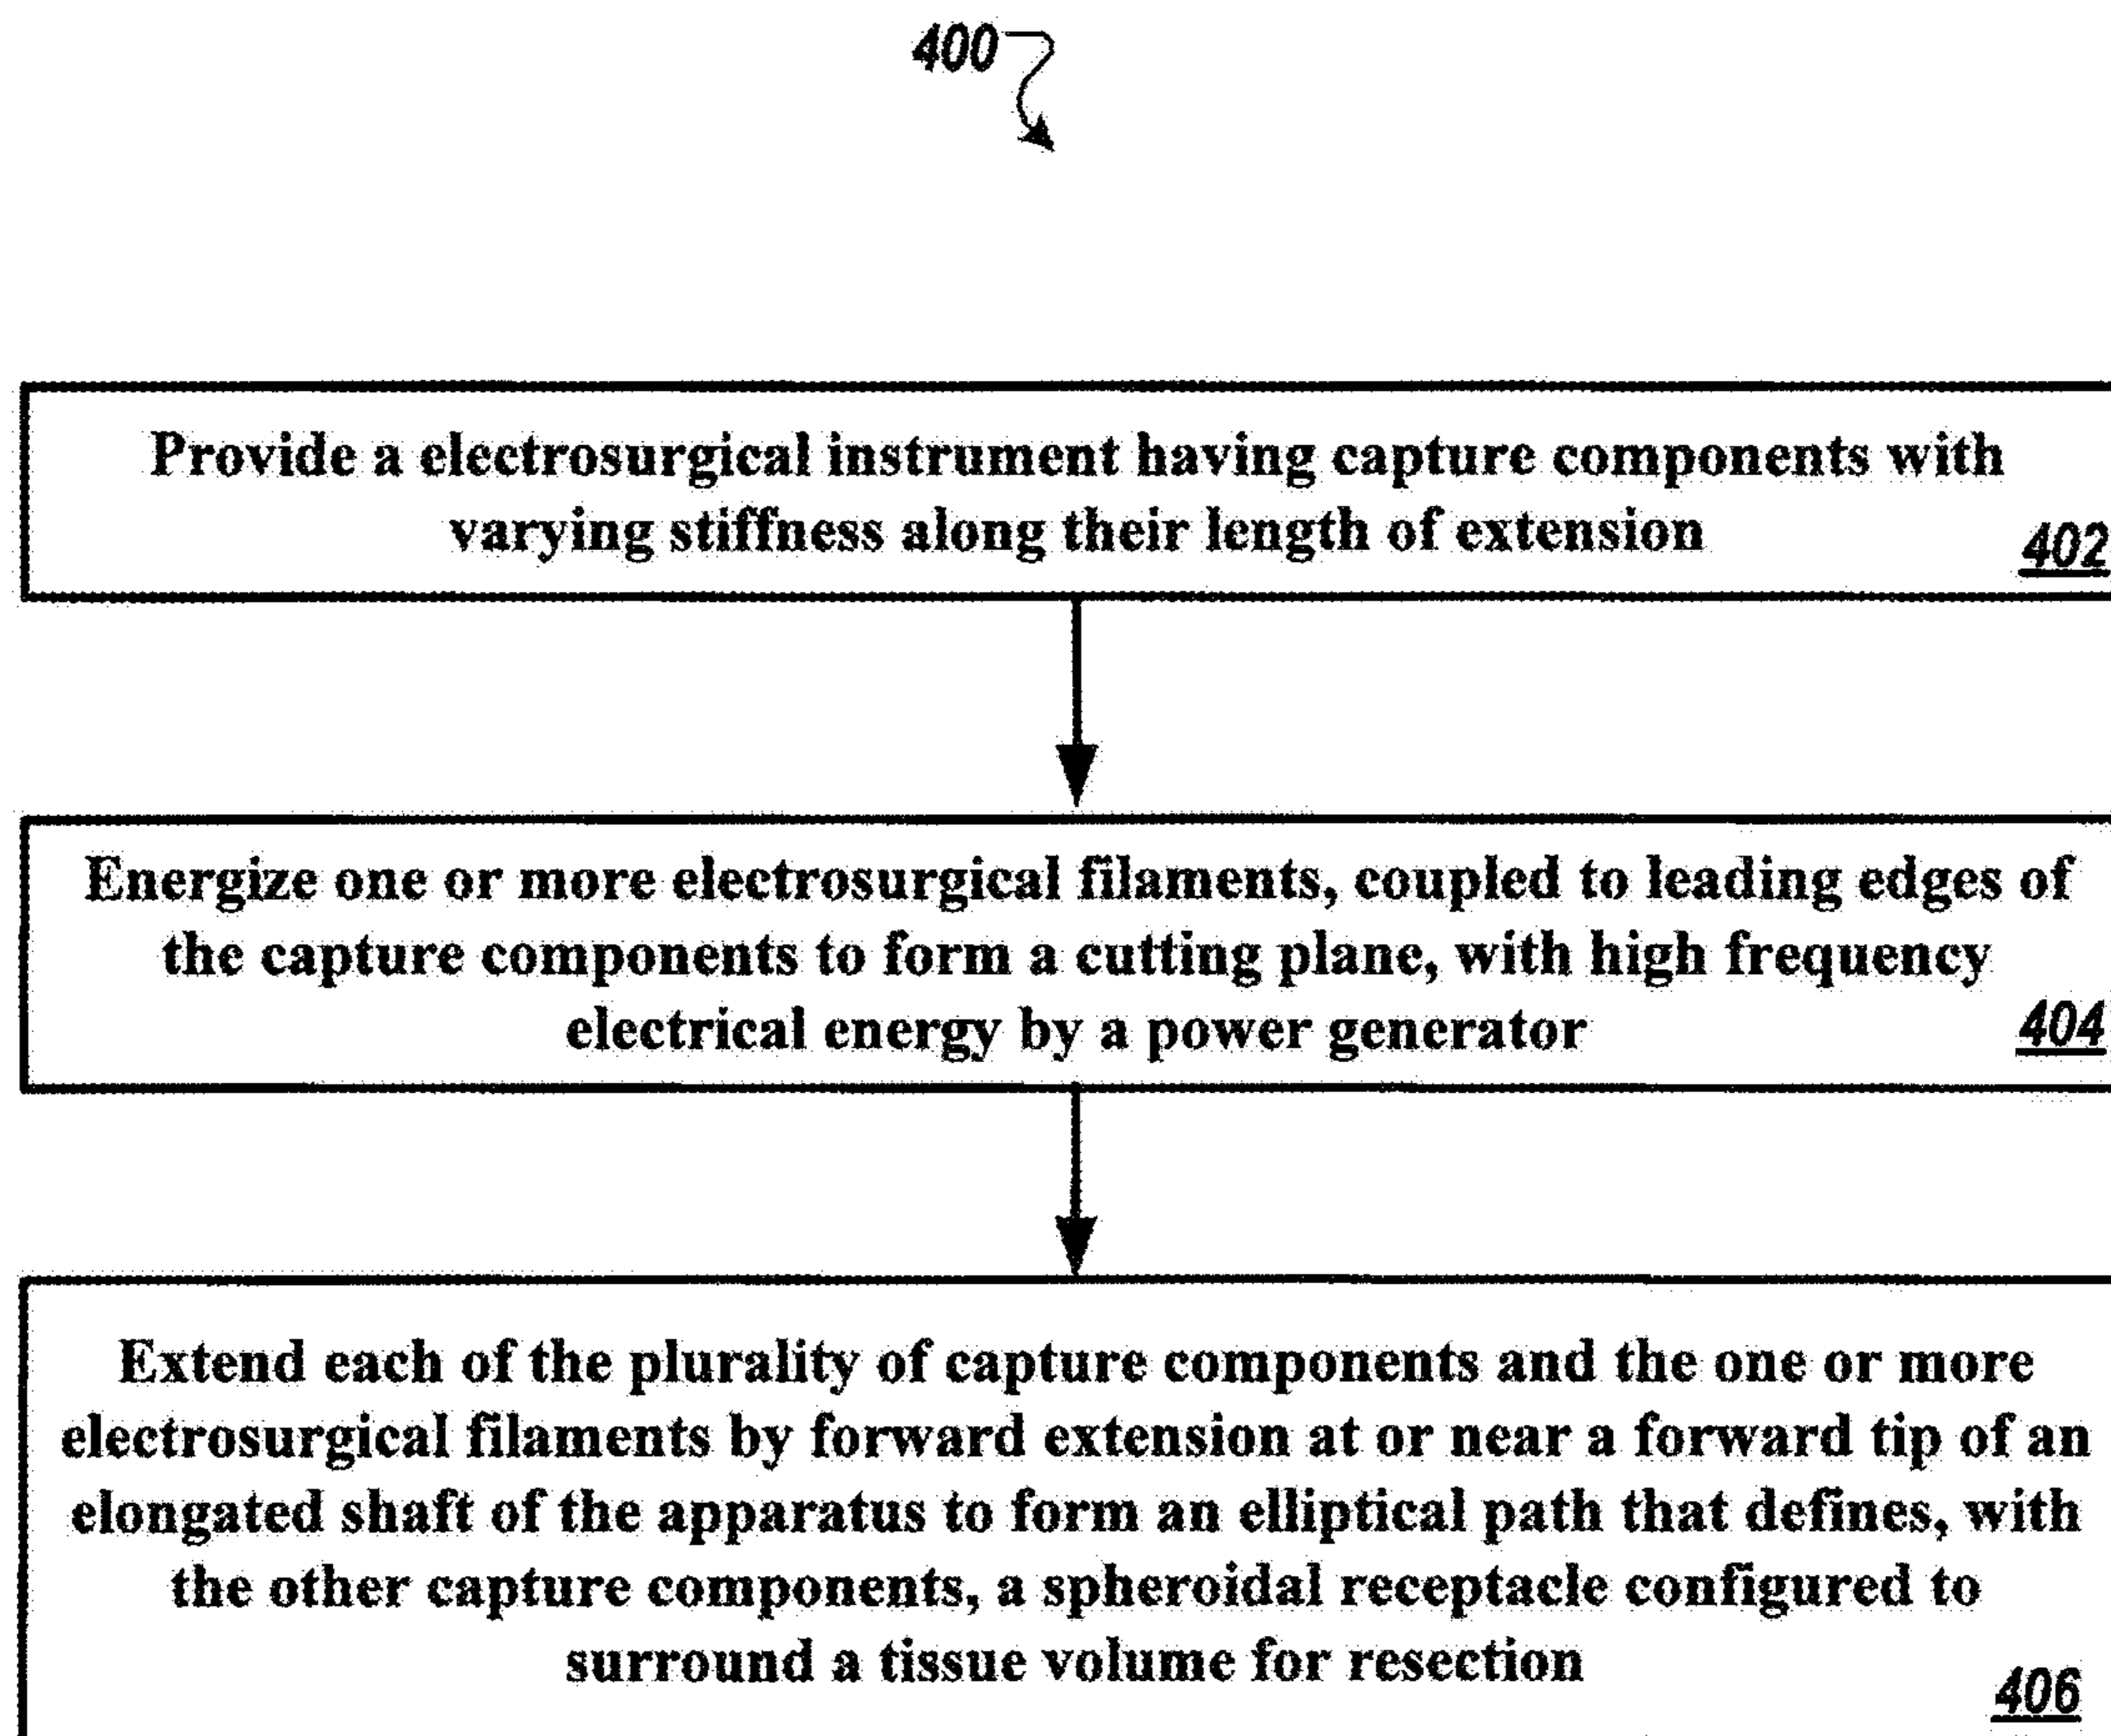 400
Provide a electrosurgical instrument having capture components with
varying stiffness along their length of extension
402
Energize one or more electrosurgical filaments, coupled to leading edges of
the capture components to form a cutting plane, with high frequency
electrical energy by a power generator
404
Extend each of the plurality of capture components and the one or more
electrosurgical filaments by forward extension at or near a forward tip of an
elongated shaft of the apparatus to form an elliptical path that defines, with
the other capture components, a spheroidal receptacle configured to
surround a tissue volume for resection
406